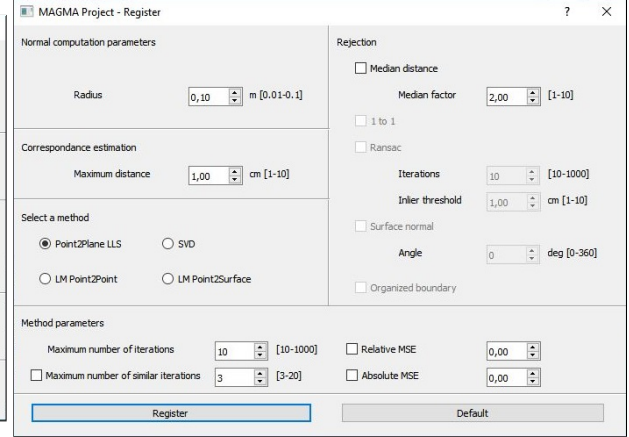 MAGMA Project - Register ? ×
Normal computation parameters
Radius 0,10 m [0.01-0.1]
Correspondance estimation
Maximum distance 1,00 cm [1-10]
Select a method
Point2Plane LLS SVD
LM Point2Point LM Point2Surface
Rejection
Median distance
Median factor 2,00 [1-10]
1 to 1
Ransac
Iterations 10 [10-1000]
Inlier threshold 1,00 cm [1-10]
Surface normal
Angle 0 deg [0-360]
Organized boundary
Method parameters
Maximum number of iterations 10 [10-1000] Relative MSE 0,00
Maximum number of similar iterations 3 [3-20] Absolute MSE 0,00
Register Default